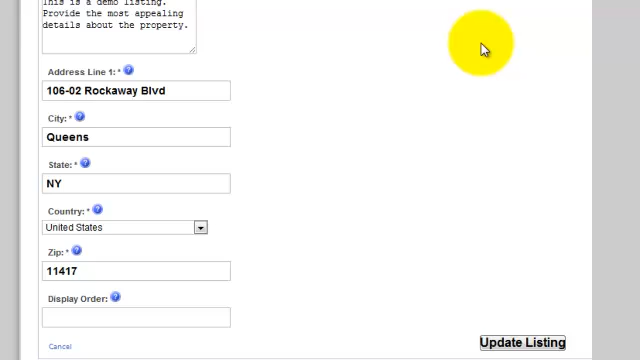 This is a demo listing.
Provide the most appealing
details about the property.
Address Line 1: *
106-02 Rockaway Blvd
City: *
Queens
State: *
NY
Country: *
United States
Zip: *
11417
Display Order:
Cancel
Update Listing